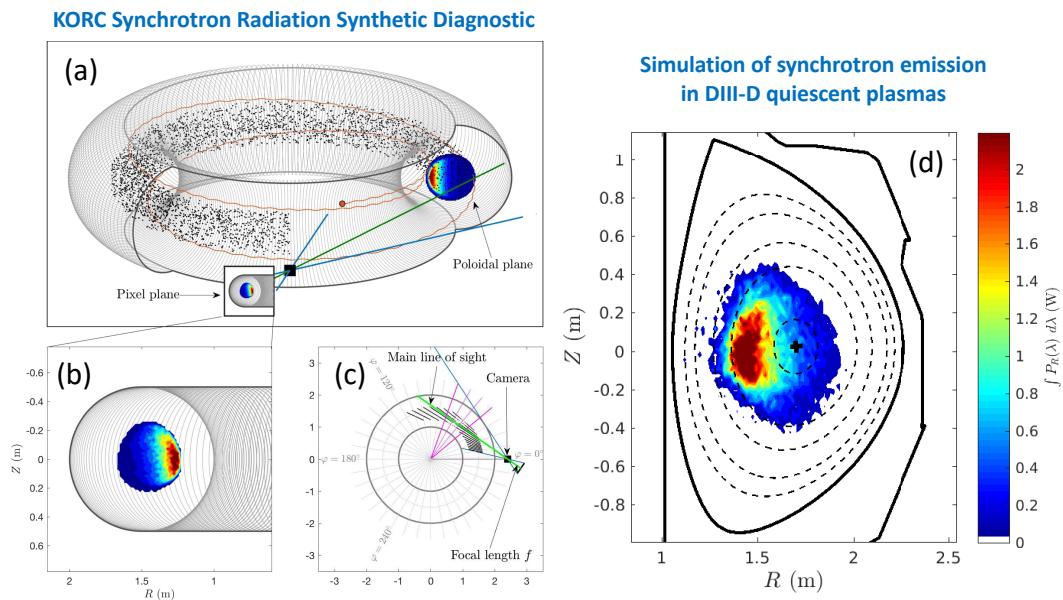 KORC Synchrotron Radiation Synthetic Diagnostic
(a)
Poloidal plane
Pixel plane
(b)
-0.6
-0.4
-0.2
0
0.2
0.4
0.6
Z (m)
2
1.5
1
R (m)
(c)
Main line of sight
Camera
φ = 120°
φ = 180°
φ = 0°
φ = 240°
Focal length f
3
2
1
0
-1
-2
-3
-3
-2
-1
0
1
2
3
Simulation of synchrotron emission
in DIII-D quiescent plasmas
(d)
1
0.8
0.6
0.4
0.2
0
-0.2
-0.4
-0.6
-0.8
Z (m)
1
1.5
2
2.5
R (m)
2
1.8
1.6
1.4
1.2
1
0.8
0.6
0.4
0.2
0
∫ P_R(λ) dλ (W)